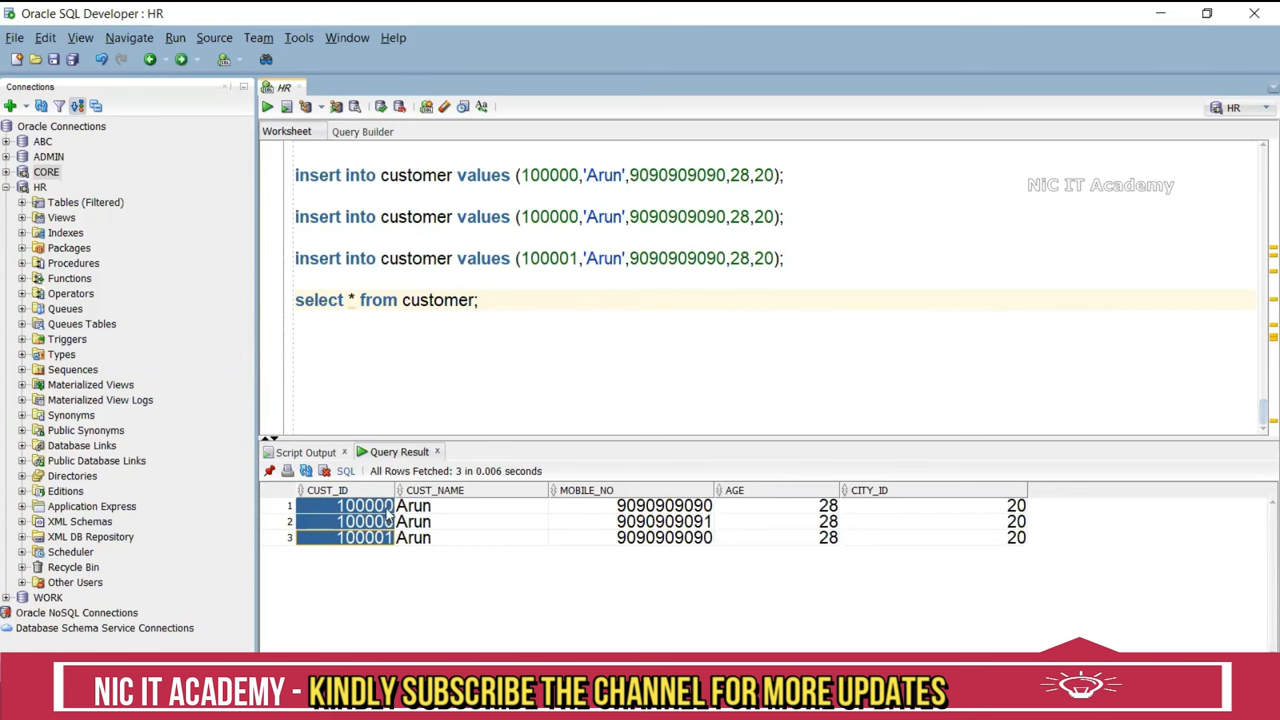 Oracle SQL Developer : HR
File Edit View Navigate Run Source Team Tools Window Help
Connections
HR
HR
Oracle Connections
Worksheet Query Builder
ABC
ADMIN
CORE
HR
Tables (Filtered)
Views
Indexes
Packages
Procedures
Functions
Operators
Queues
Queues Tables
Triggers
Types
Sequences
Materialized Views
Materialized View Logs
Synonyms
Public Synonyms
Database Links
Public Database Links
Directories
Editions
Application Express
XML Schemas
XML DB Repository
Scheduler
Recycle Bin
Other Users
WORK
Oracle NoSQL Connections
Database Schema Service Connections
insert into customer values (100000,'Arun',9090909090,28,20);
NiC IT Academy
insert into customer values (100000,'Arun',9090909090,28,20);
insert into customer values (100001,'Arun',9090909090,28,20);
select * from customer;
Script Output Query Result
SQL All Rows Fetched: 3 in 0.006 seconds
CUST_ID CUST_NAME MOBILE_NO AGE CITY_ID
1 100000 Arun 9090909090 28 20
2 100000 Arun 9090909091 28 20
3 100001 Arun 9090909090 28 20
NIC IT ACADEMY - KINDLY SUBSCRIBE THE CHANNEL FOR MORE UPDATES